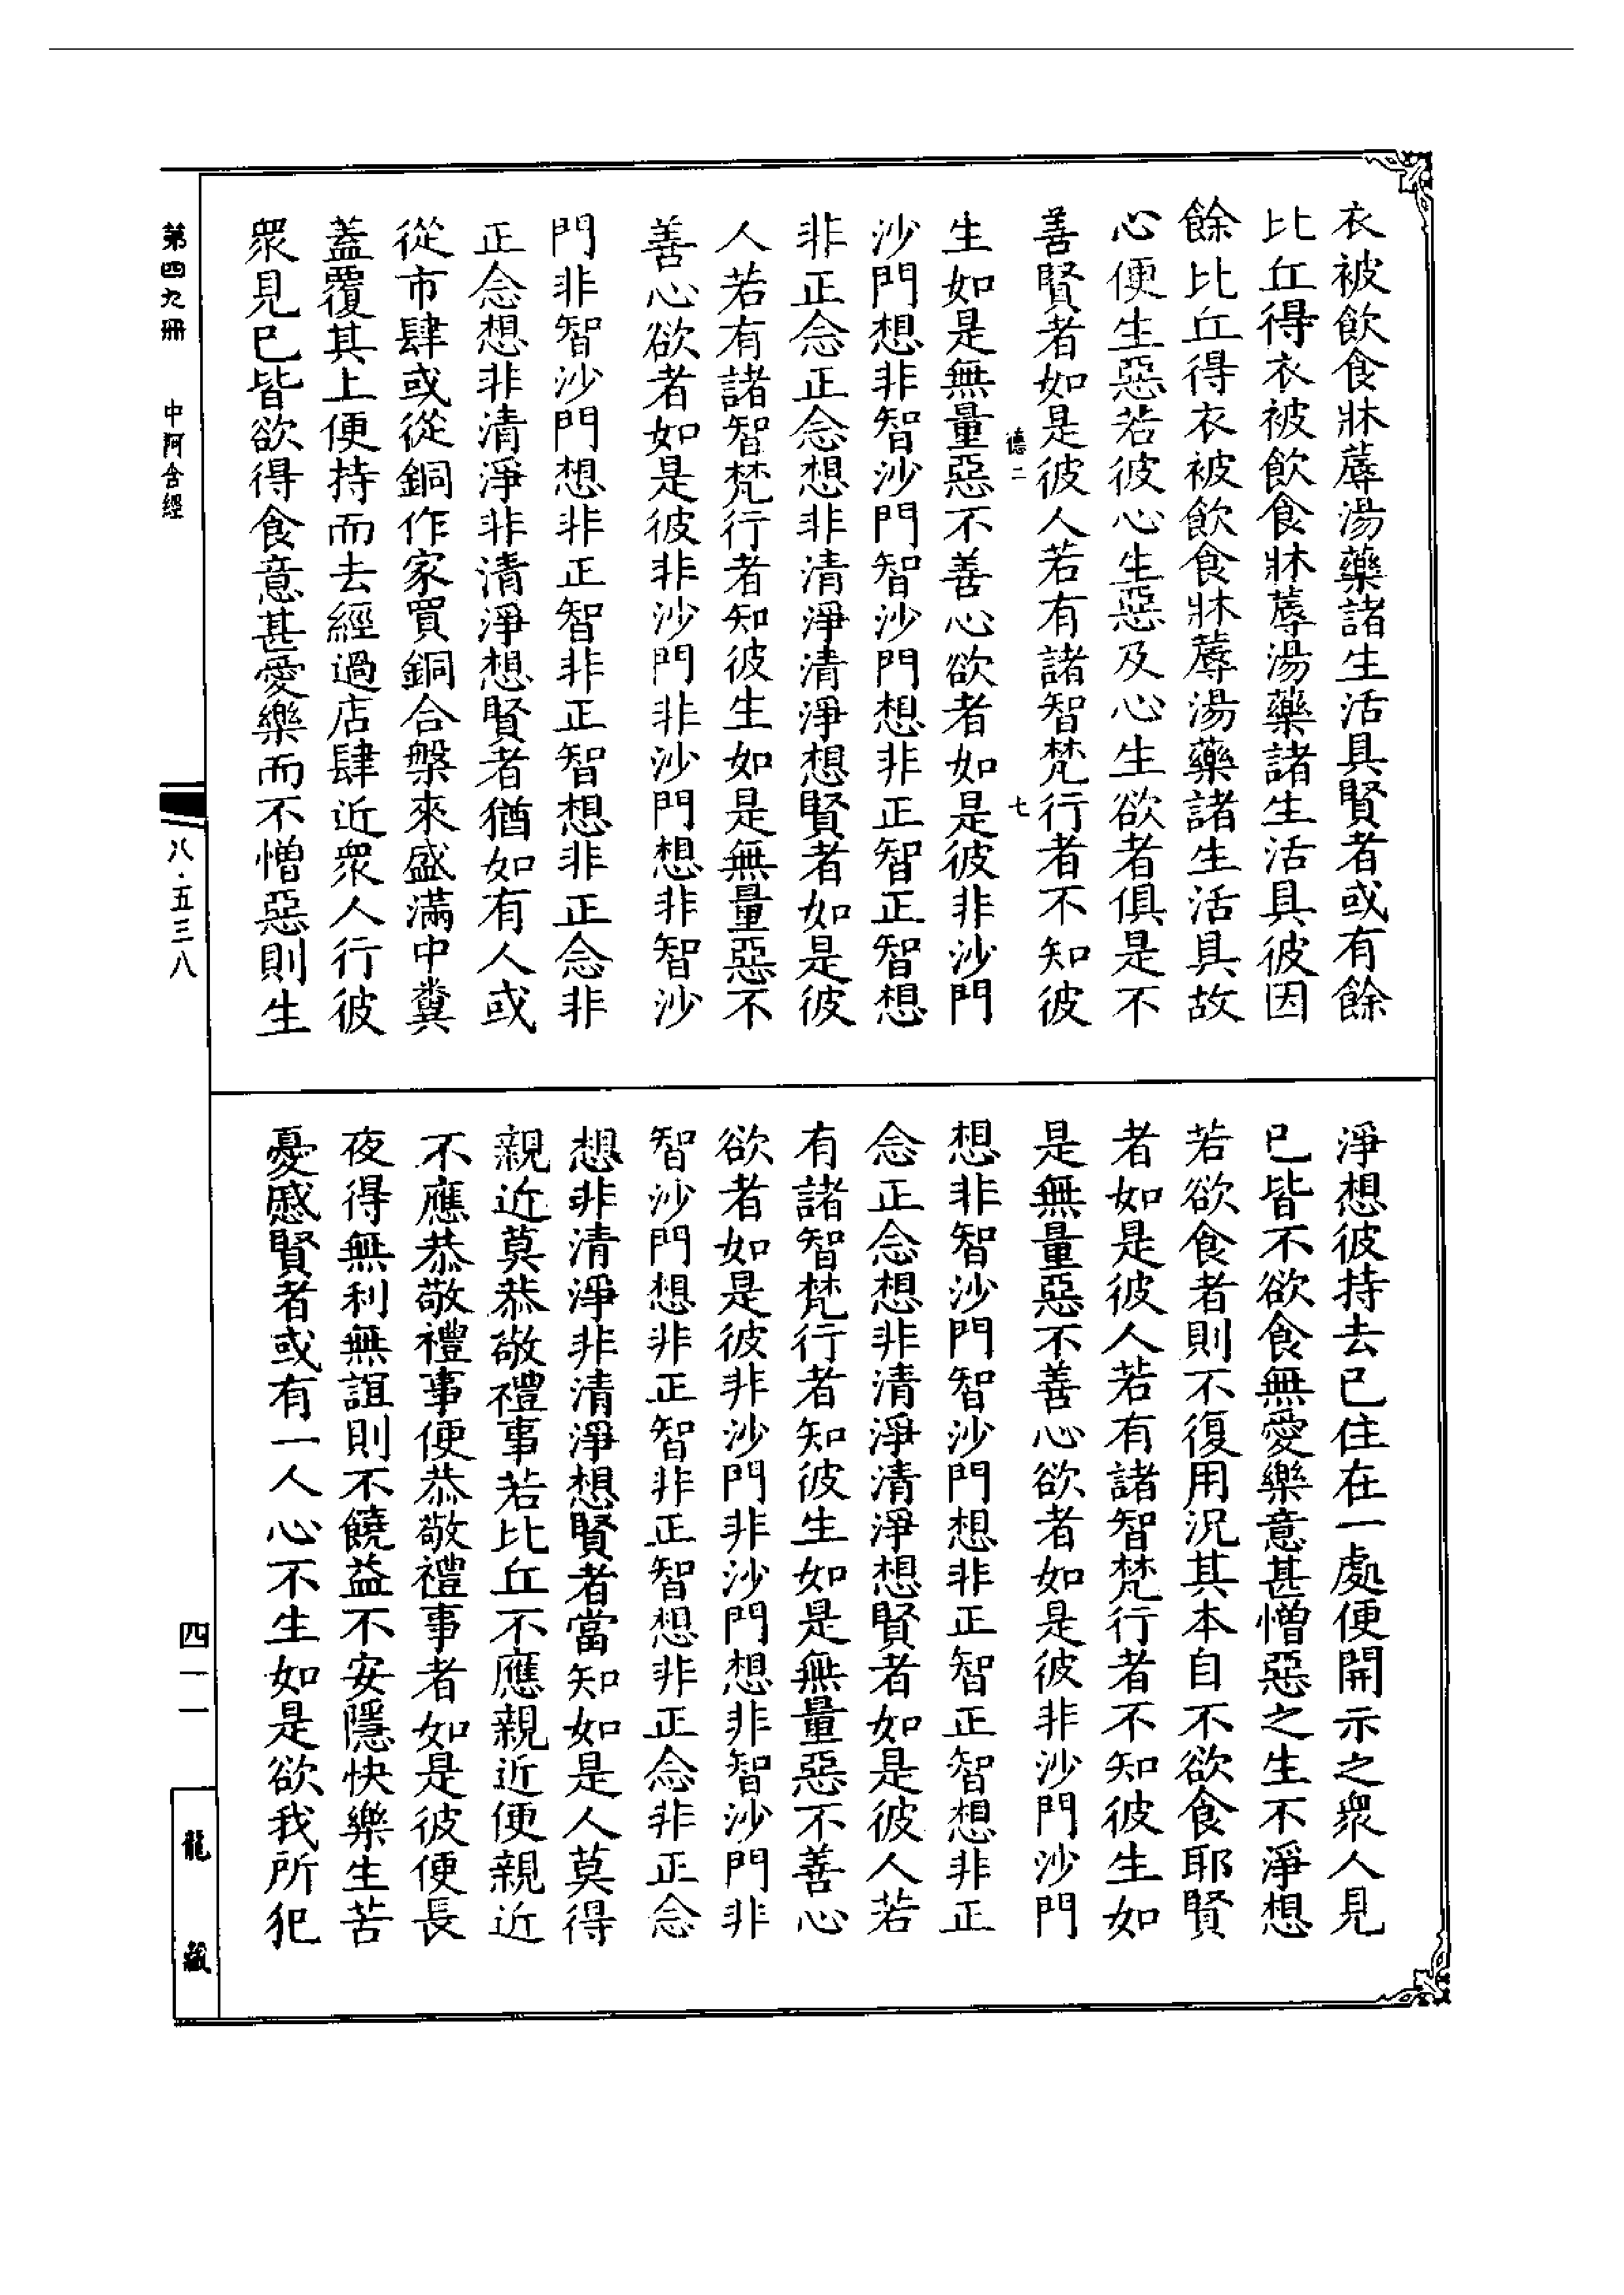 衣被飲食牀蓐湯藥諸生活具賢者或有餘
比丘得衣被飲食牀蓐湯藥諸生活具彼因
餘比丘得衣被飲食牀蓐湯藥諸生活具故
心便生惡若彼心生惡及心生欲者俱是不
善賢者如是彼人若有諸智梵行者不知彼
德二 七
生如是無量惡不善心欲者如是彼非沙門
沙門想非智沙門智沙門想非正智正智想
非正念正念想非清淨清淨想賢者如是彼
人若有諸智梵行者知彼生如是無量惡不
善心欲者如是彼非沙門非沙門想非智沙
門非智沙門想非正智非正智想非正念非
正念想非清淨非清淨想賢者猶如有人或
從市肆或從銅作家買銅合槃來盛滿中糞
蓋覆其上便持而去經過店肆近衆人行彼
衆見已皆欲得食意甚愛樂而不憎惡則生
淨想彼持去已住在一處便開示之衆人見
已皆不欲食無愛樂意甚憎惡之生不淨想
若欲食者則不復用況其本自不欲食耶賢
者如是彼人若有諸智梵行者不知彼生如
是無量惡不善心欲者如是彼非沙門沙門
想非智沙門智沙門想非正智正智想非正
念正念想非清淨清淨想賢者如是彼人若
有諸智梵行者知彼生如是無量惡不善心
欲者如是彼非沙門非沙門想非智沙門非
智沙門想非正智非正智想非正念非正念
想非清淨非清淨想賢者當知如是人莫得
親近莫恭敬禮事若比丘不應親近便親近
不應恭敬禮事便恭敬禮事者如是彼便長
夜得無利無誼則不饒益不安隱快樂生苦
憂慼賢者或有一人心不生如是欲我所犯
第四九冊 中阿含經
八·五三八
四一一
龍藏